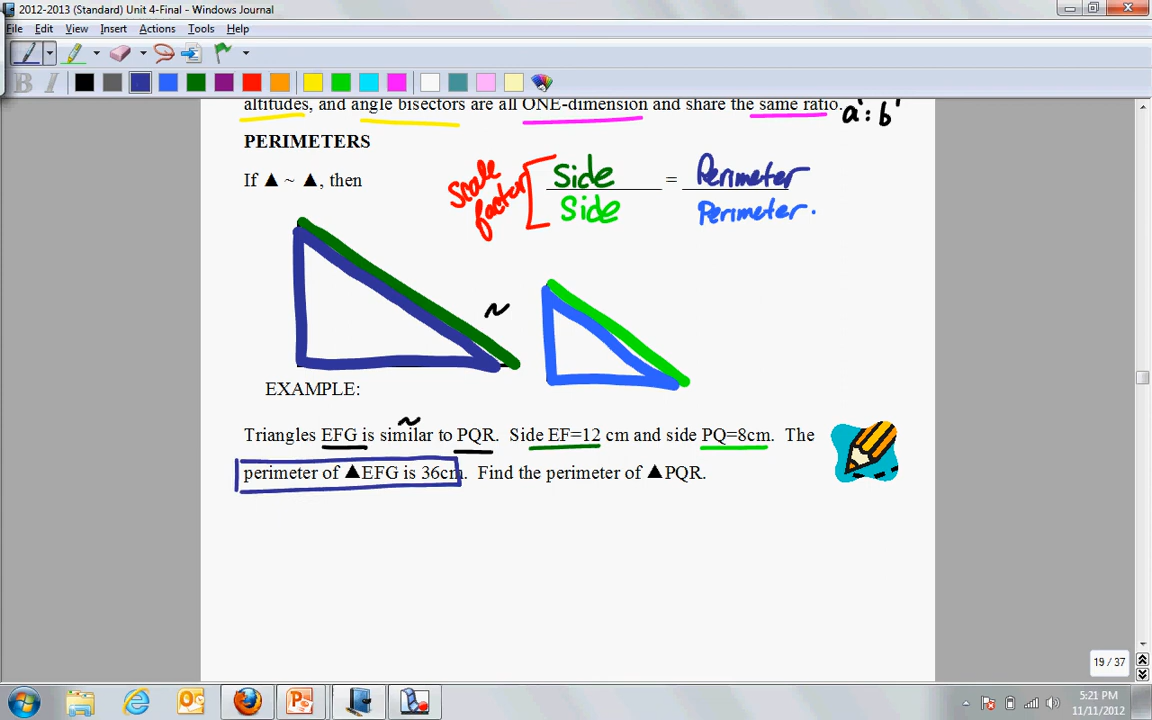 2012-2013 (Standard) Unit 4-Final - Windows Journal
File Edit View Insert Actions Tools Help
B I
altitudes, and angle bisectors are all ONE-dimension and share the same ratio. a¹ : b¹
PERIMETERS
If ▲ ~ ▲, then
Scale factor
Side = Perimeter
Side Perimeter.
~
EXAMPLE:
~
Triangles EFG is similar to PQR. Side EF=12 cm and side PQ=8cm. The
perimeter of ▲EFG is 36cm. Find the perimeter of ▲PQR.
19 / 37
5:21 PM
11/11/2012